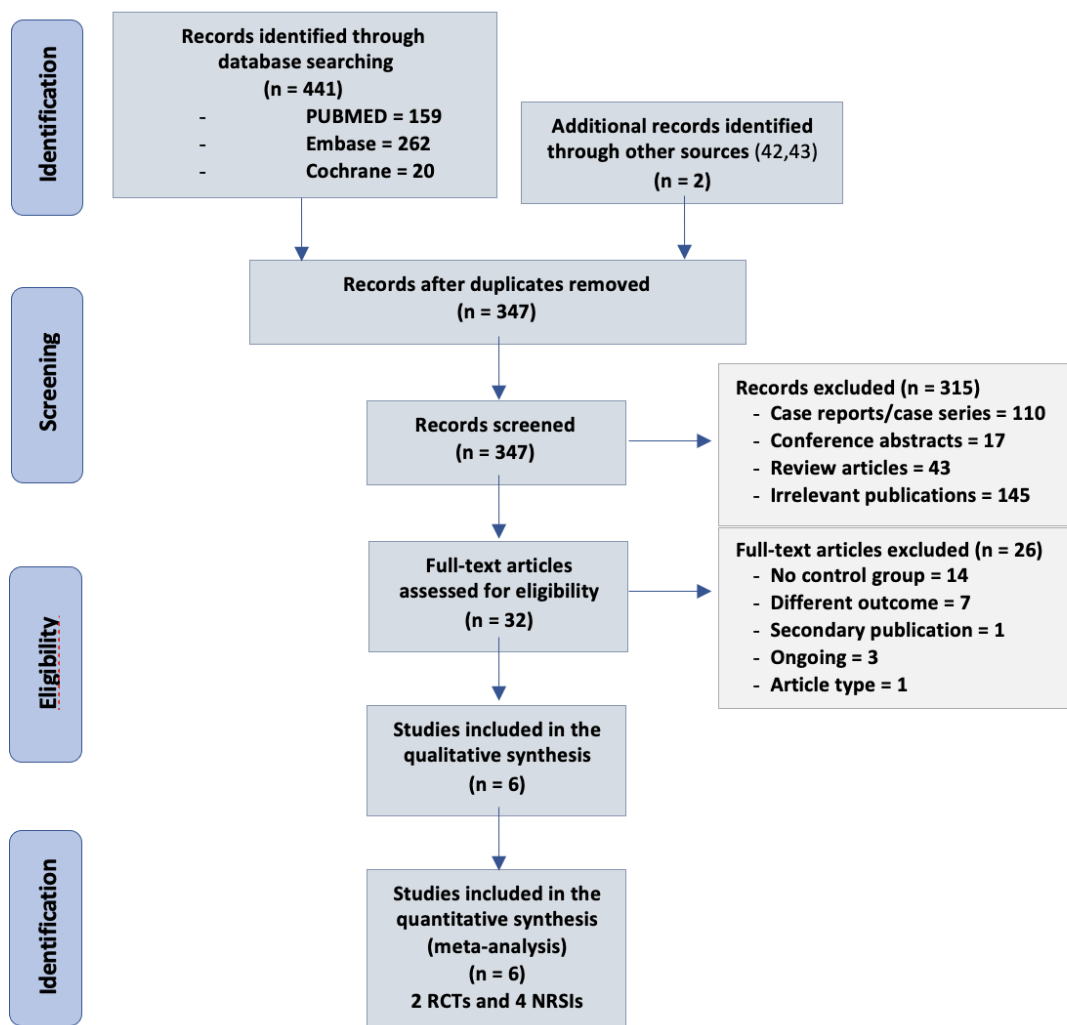 Identification
Records identified through
database searching
(n = 441)
- PUBMED = 159
- Embase = 262
- Cochrane = 20
Additional records identified
through other sources (42,43)
(n = 2)
Screening
Records after duplicates removed
(n = 347)
Records screened
(n = 347)
Records excluded (n = 315)
- Case reports/case series = 110
- Conference abstracts = 17
- Review articles = 43
- Irrelevant publications = 145
Eligibility
Full-text articles
assessed for eligibility
(n = 32)
Full-text articles excluded (n = 26)
- No control group = 14
- Different outcome = 7
- Secondary publication = 1
- Ongoing = 3
- Article type = 1
Studies included in the
qualitative synthesis
(n = 6)
Identification
Studies included in the
quantitative synthesis
(meta-analysis)
(n = 6)
2 RCTs and 4 NRSIs